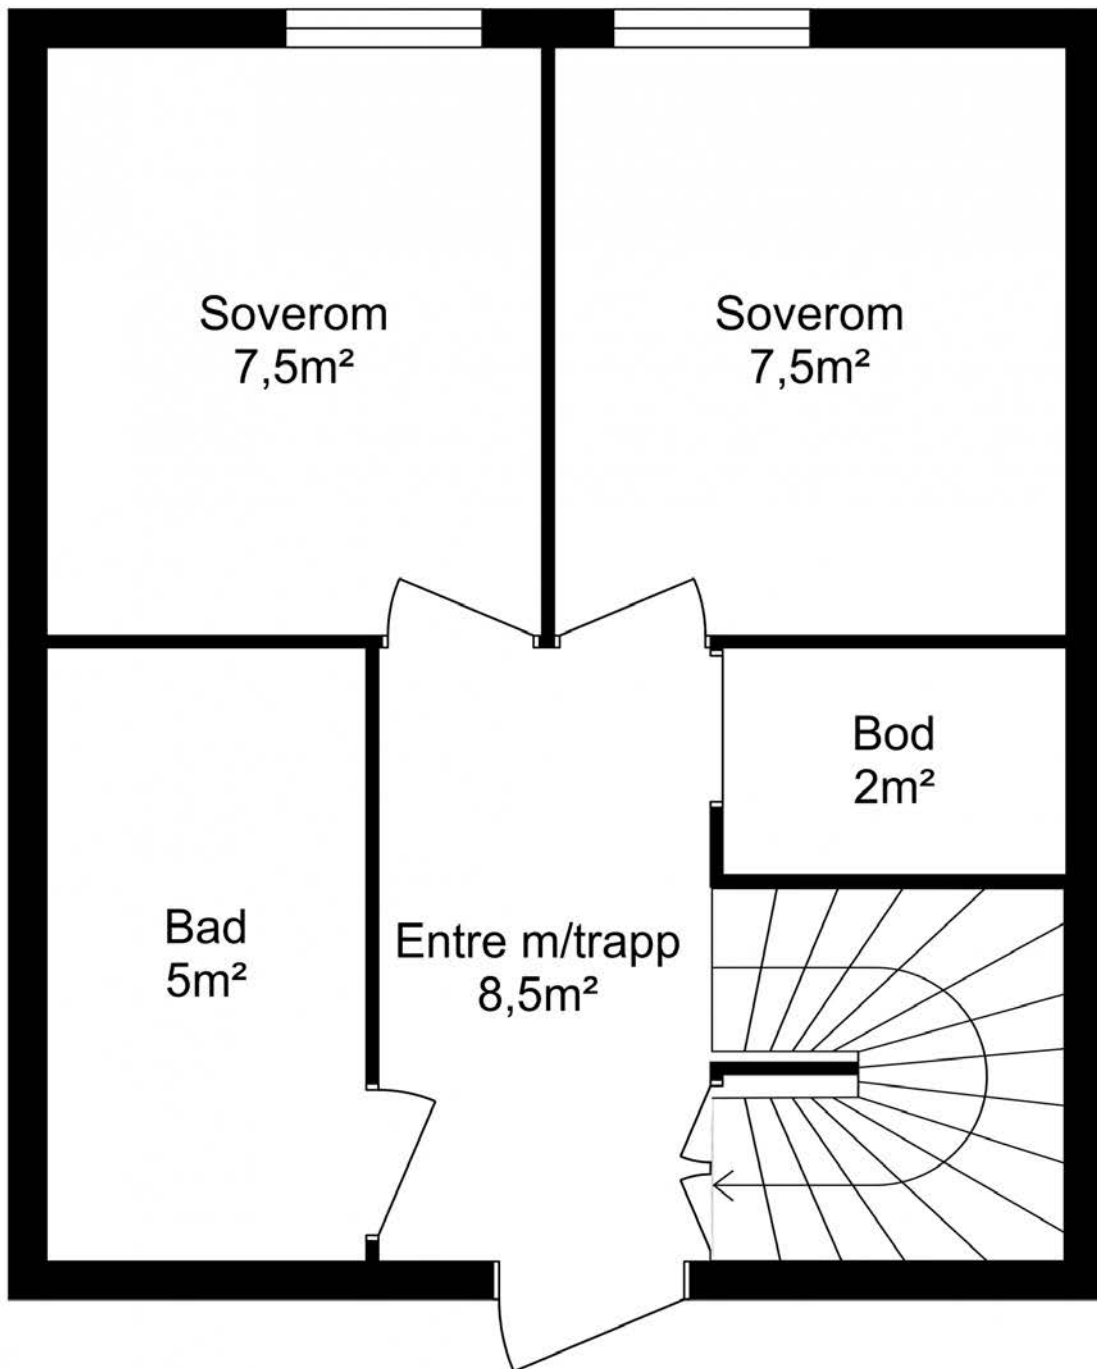 Soverom
7,5m²
Soverom
7,5m²
Bod
2m²
Bad
5m²
Entre m/trapp
8,5m²